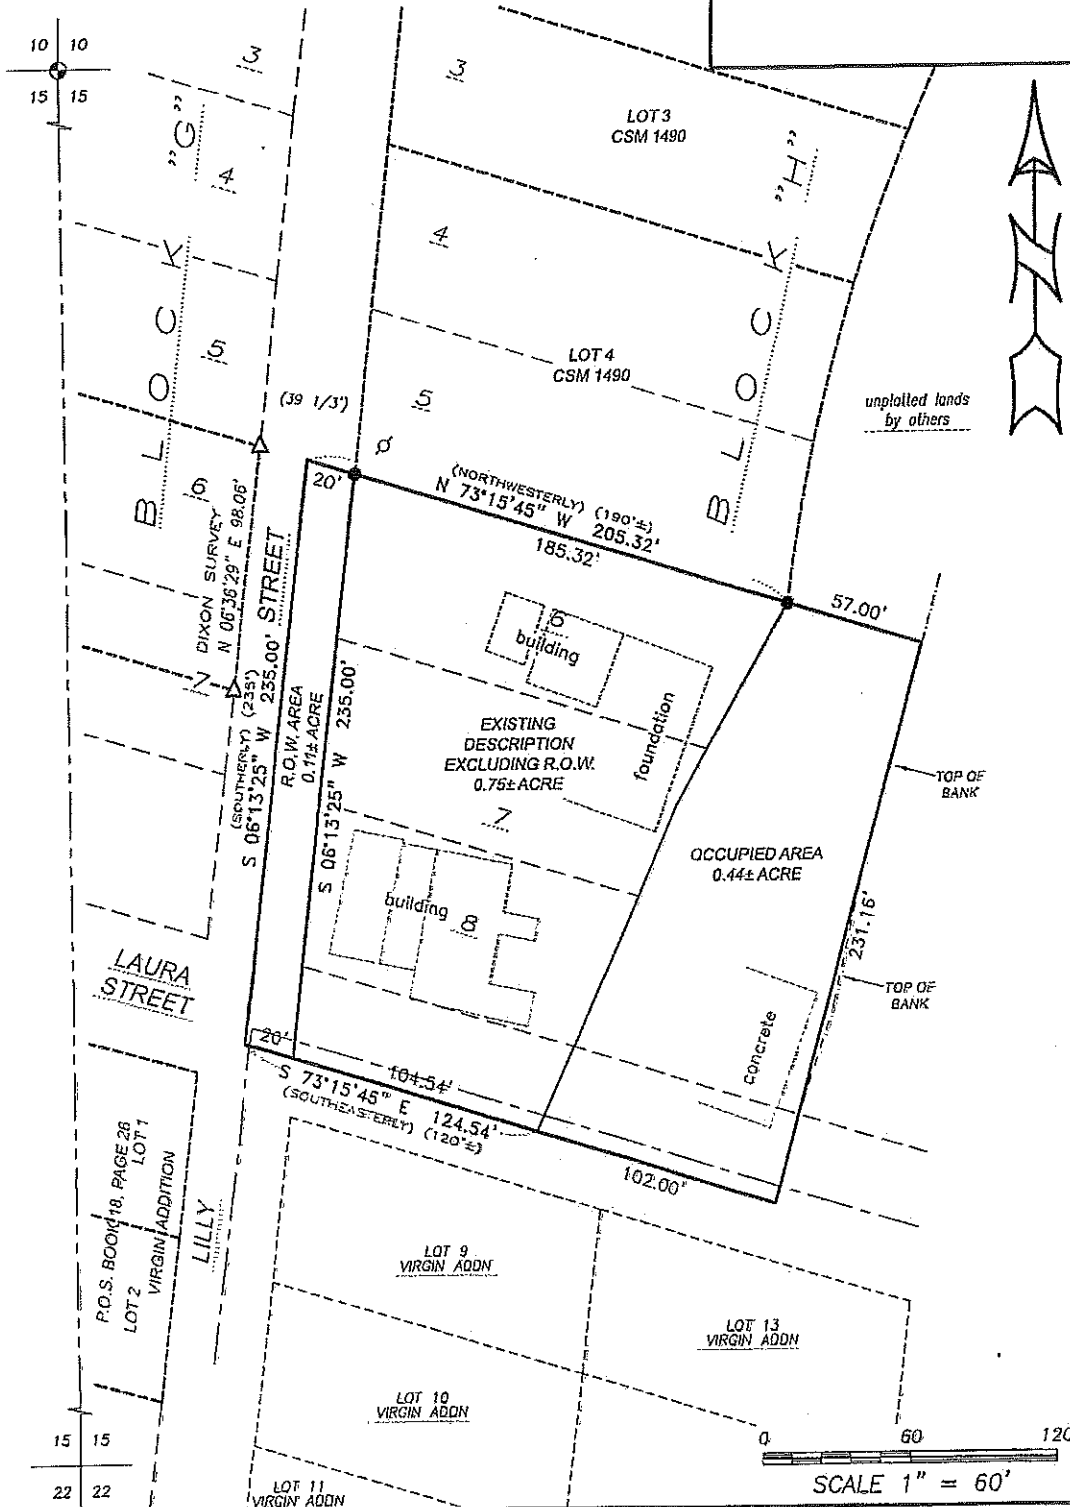 10 10
15 15
3
3
"G"
4
LOT 3
CSM 1490
"H"
4
BLOCK
BLOCK
5
LOT 4
CSM 1490
5
(39 1/3')
unplatted lands
by others
Ø
6
20'
(NORTHWESTERLY) (190'±)
N 73°15'45" W 205.32'
185.32'
57.00'
DIXON SURVEY
N 06°36'29" E 98.06'
STREET
7
(SOUTHERLY) (235')
S 06°13'25" W 235.00'
R.O.W. AREA
0.11± ACRE
S 06°13'25" W 235.00'
6
building
foundation
EXISTING
DESCRIPTION
EXCLUDING R.O.W.
0.75± ACRE
7
TOP OF
BANK
OCCUPIED AREA
0.44± ACRE
building
8
231.16'
TOP OF
BANK
LAURA
STREET
concrete
20'
104.54'
S 73°15'45" E 124.54'
(SOUTHEASTERLY) (120'±)
102.00'
P.O.S. BOOK 18, PAGE 26
LOT 1
VIRGIN ADDITION
LOT 2
LILLY
LOT 9
VIRGIN ADDN
LOT 13
VIRGIN ADDN
LOT 10
VIRGIN ADDN
LOT 11
VIRGIN ADDN
15 15
22 22
0 60 120
SCALE 1" = 60'
N